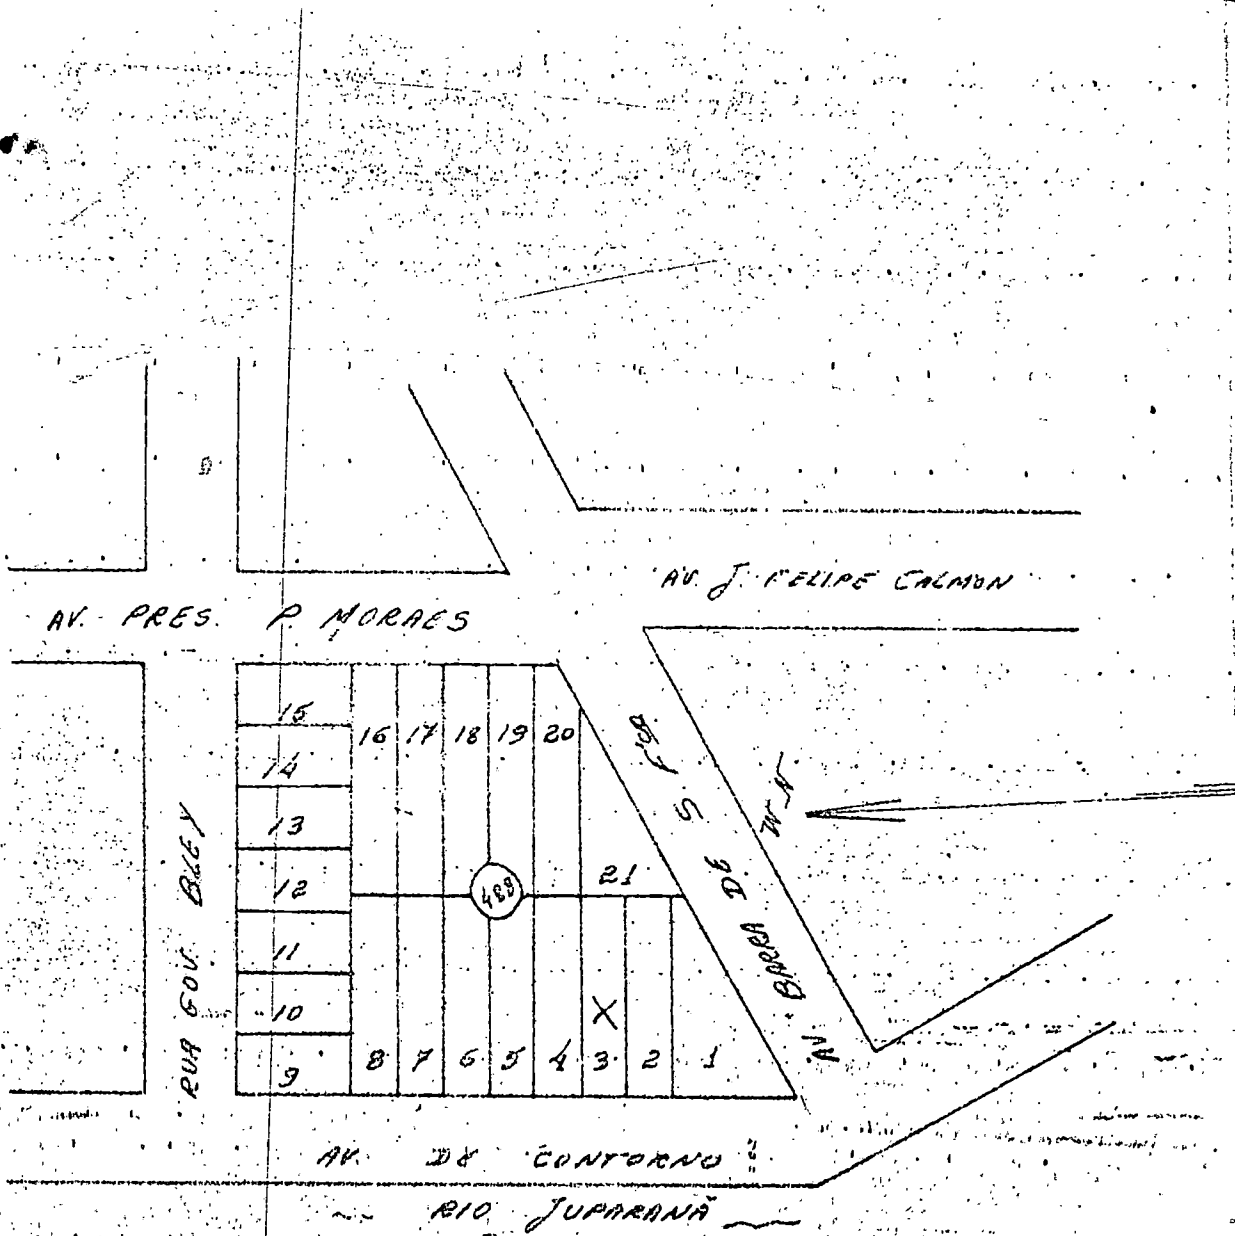 AV. J. FELIPE CALMON
AV. PRES. P. MORAES
15
16 17 18 19 20
14
13
12
488
21
11
10
X
9
8 7 6 5 4 3 2 1
RUA GOV. BLEY
AV. BARRA DE S. Fco
AV. DE CONTORNO
RIO JUPARANÃ